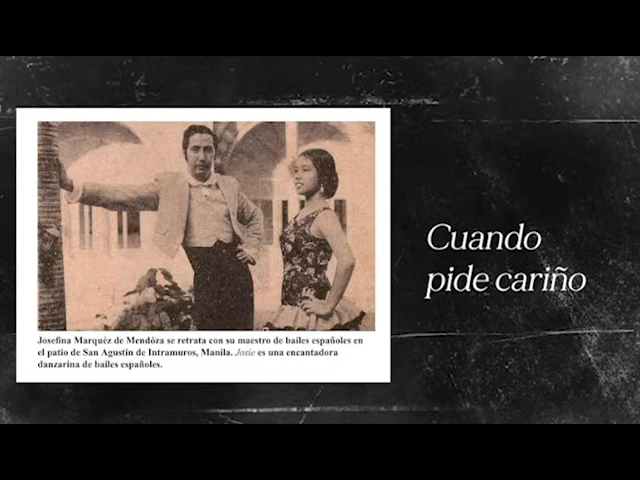 Cuando
pide cariño
Josefina Marquéz de Mendóza se retrata con su maestro de bailes españoles en
el patio de San Agustin de Intramuros, Manila. Josie es una encantadora
danzarina de bailes españoles.